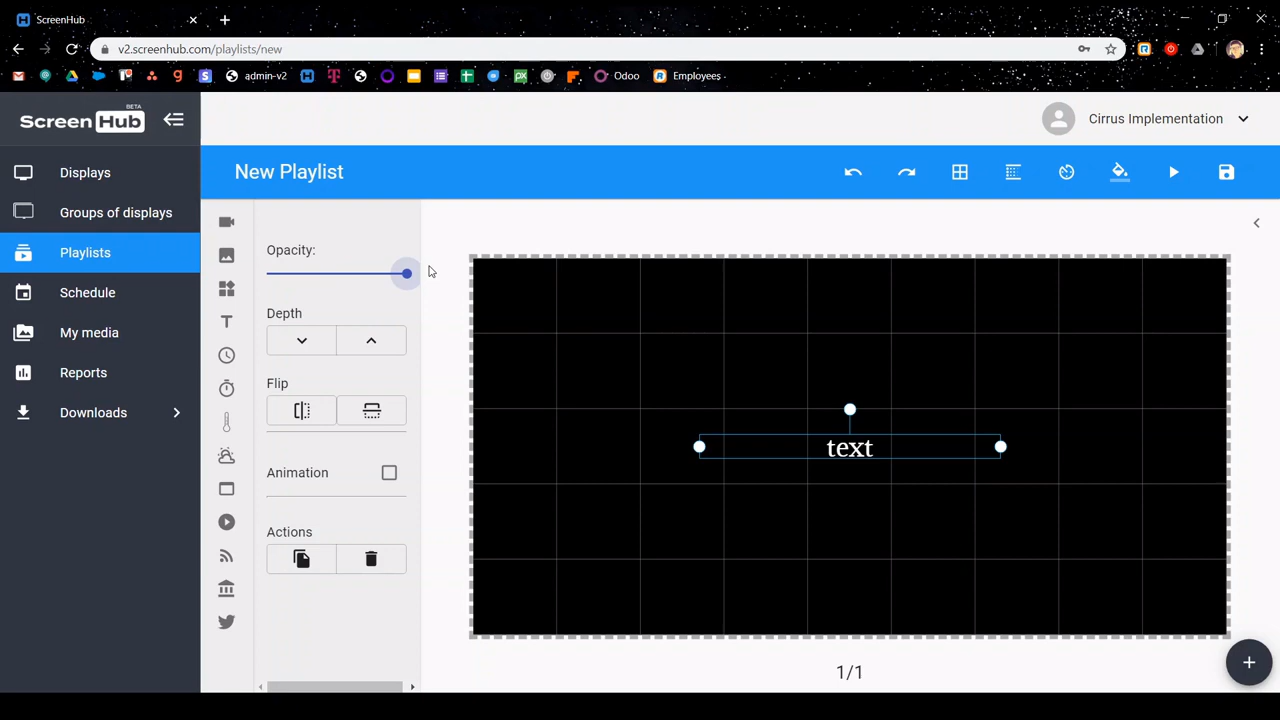 ScreenHub
v2.screenhub.com/playlists/new
admin-v2
Odoo
Employees
BETA
Screen Hub
Cirrus Implementation
Displays
Groups of displays
Playlists
Schedule
My media
Reports
Downloads
New Playlist
Opacity:
Depth
Flip
Animation
Actions
text
1/1